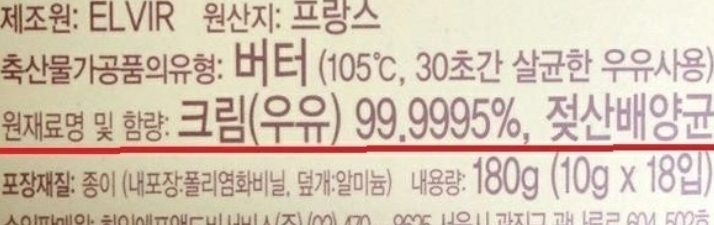 제조원: ELVIR 원산지: 프랑스
축산물가공품의유형: 버터 (105℃, 30초간 살균한 우유사용)
원재료명 및 함량: 크림(우유) 99.9995%, 젖산배양균
포장재질: 종이 (내포장:폴리염화비닐, 덮개:알미늄) 내용량: 180g (10g x 18입)